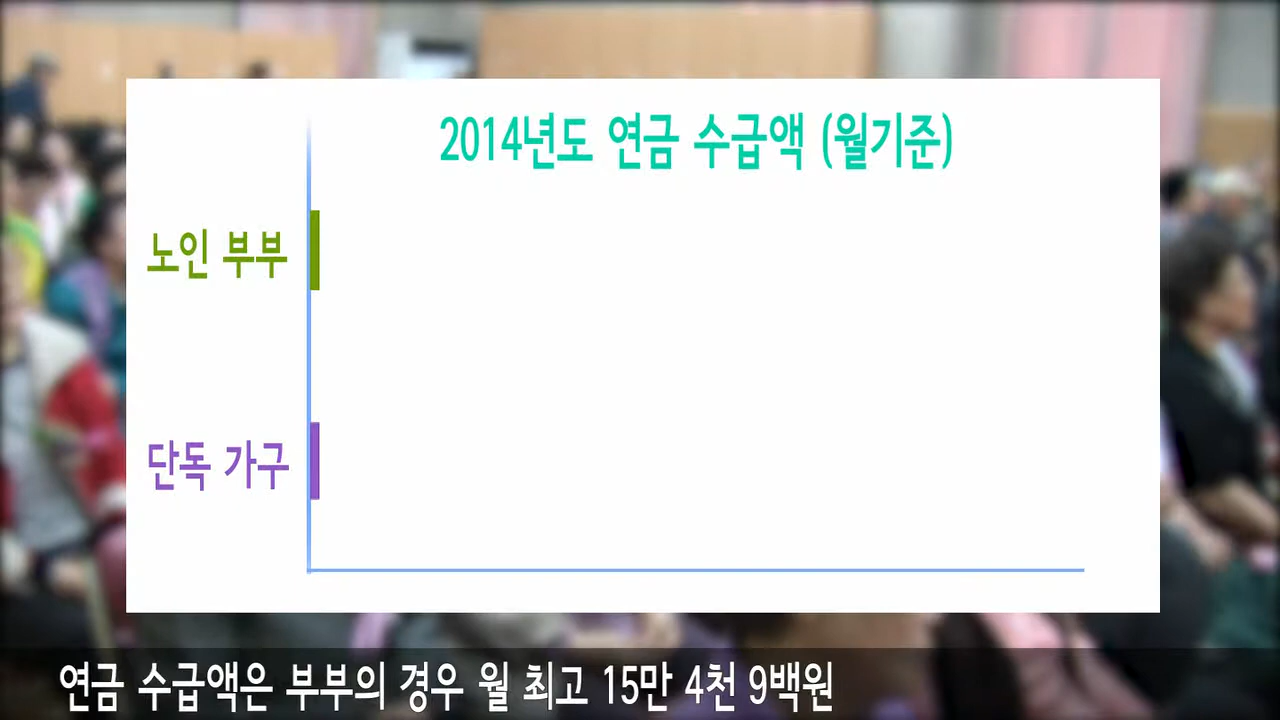 2014년도 연금 수급액 (월기준)
노인 부부
단독 가구
연금 수급액은 부부의 경우 월 최고 15만 4천 9백원